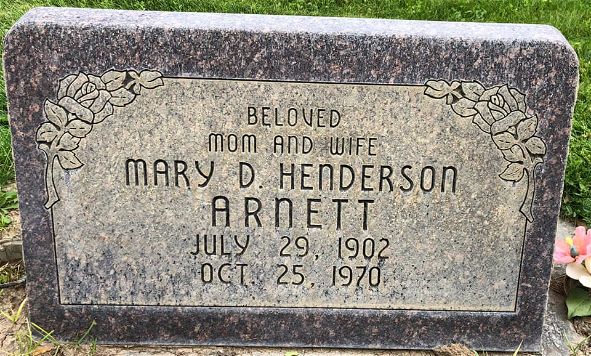 BELOVED
MOM AND WIFE
MARY D. HENDERSON
ARNETT
JULY 29, 1902
OCT. 25, 1970